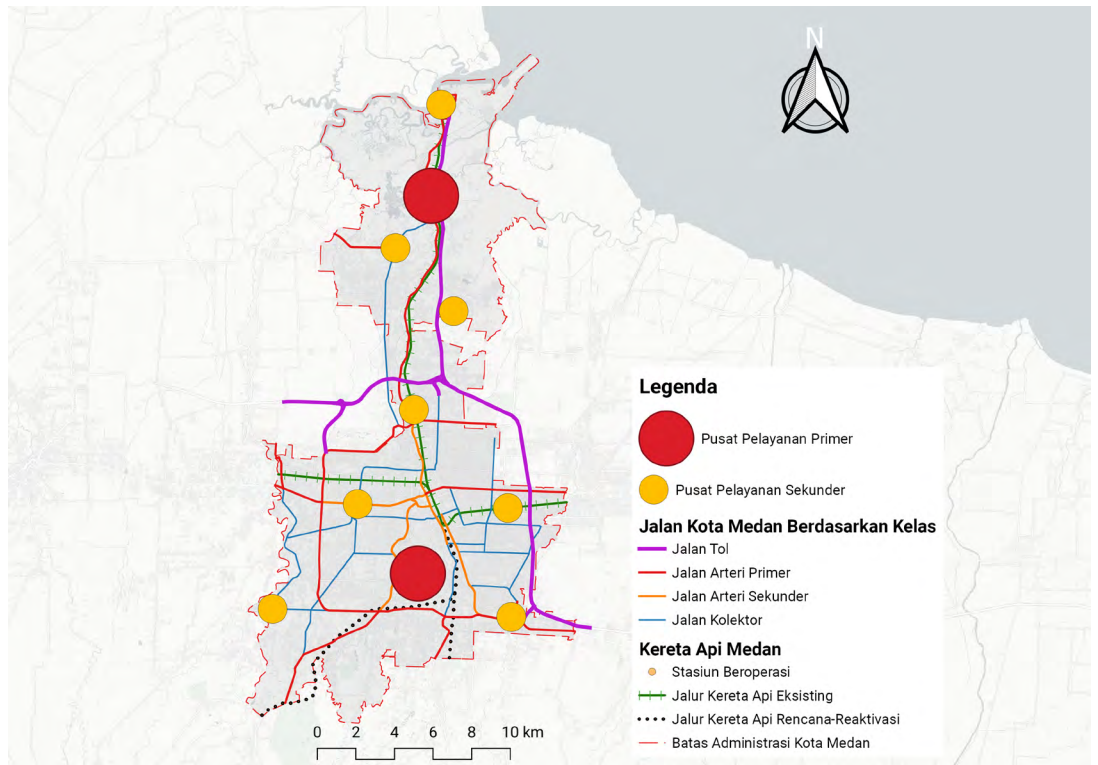 N
Legenda
Pusat Pelayanan Primer
Pusat Pelayanan Sekunder
Jalan Kota Medan Berdasarkan Kelas
Jalan Tol
Jalan Arteri Primer
Jalan Arteri Sekunder
Jalan Kolektor
Kereta Api Medan
Stasiun Beroperasi
Jalur Kereta Api Eksisting
Jalur Kereta Api Rencana-Reaktivasi
Batas Administrasi Kota Medan
0 2 4 6 8 10 km